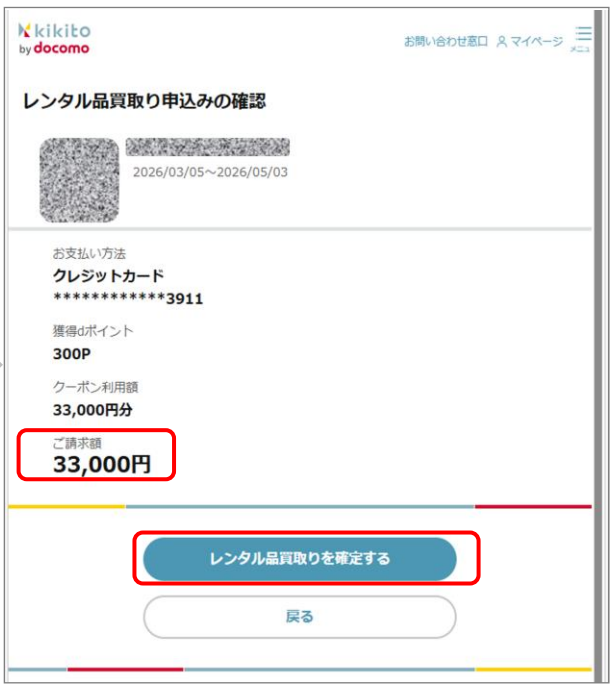 kikito
by docomo
お問い合わせ窓口 マイページ メニュー
レンタル品買取り申込みの確認
2026/03/05～2026/05/03
お支払い方法
クレジットカード
************3911
獲得dポイント
300P
クーポン利用額
33,000円分
ご請求額
33,000円
レンタル品買取りを確定する
戻る